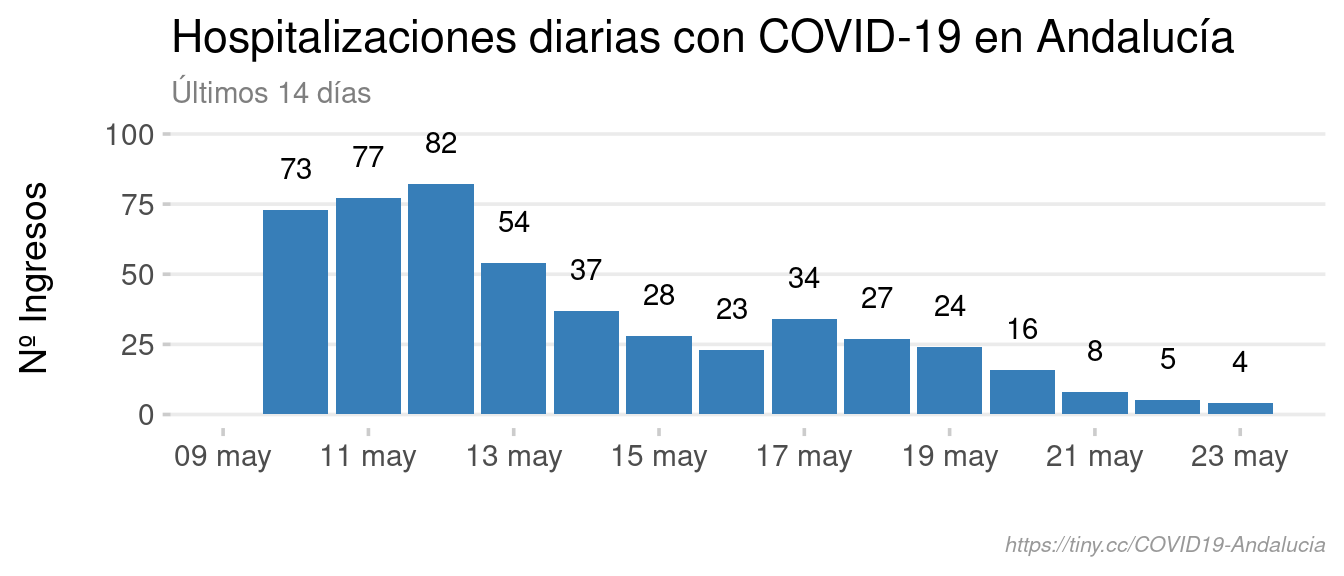 Hospitalizaciones diarias con COVID-19 en Andalucía
Últimos 14 días
Nº Ingresos
100
75
50
25
0
73
77
82
54
37
28
23
34
27
24
16
8
5
4
09 may
11 may
13 may
15 may
17 may
19 may
21 may
23 may
https://tiny.cc/COVID19-Andalucia